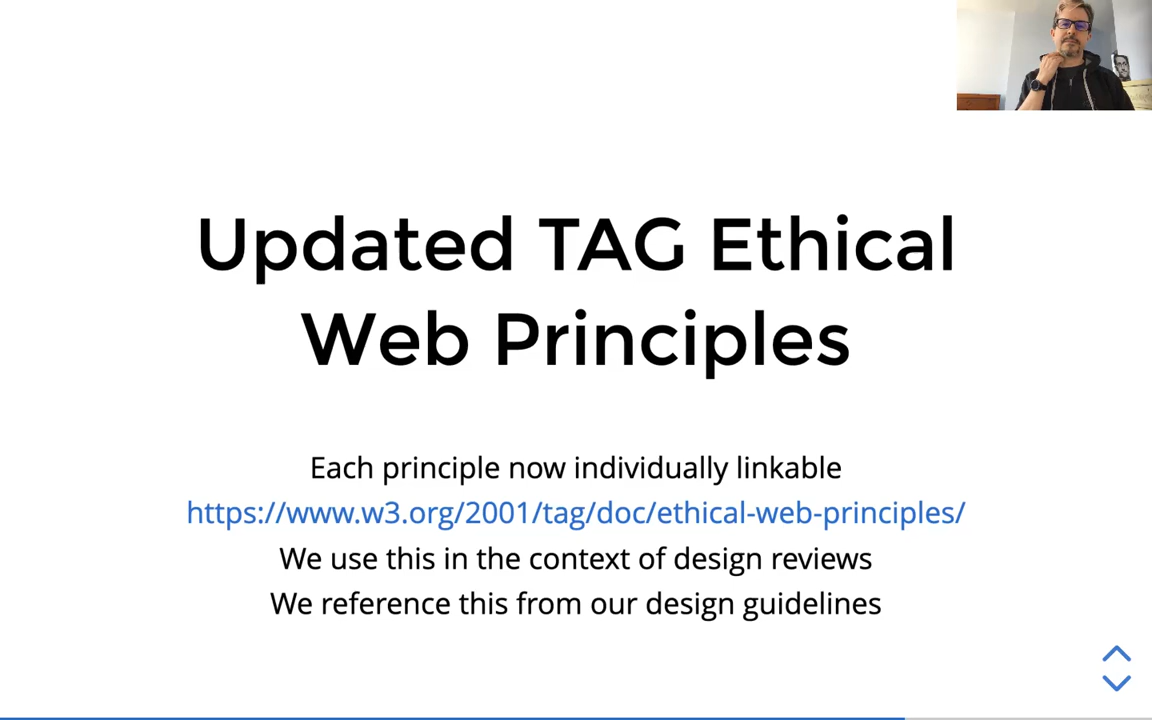 Updated TAG Ethical
Web Principles
Each principle now individually linkable
https://www.w3.org/2001/tag/doc/ethical-web-principles/
We use this in the context of design reviews
We reference this from our design guidelines